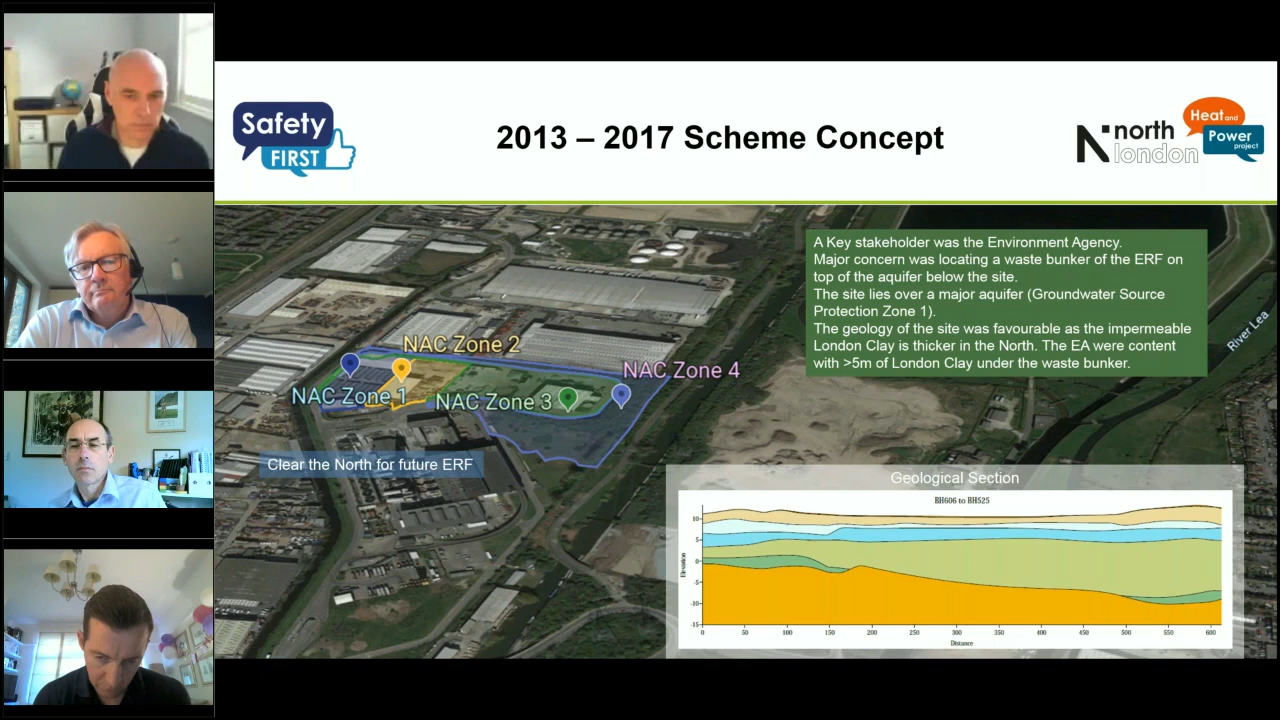 Safety
FIRST
2013 – 2017 Scheme Concept
north
london
Heat and
Power
project
A Key stakeholder was the Environment Agency.
Major concern was locating a waste bunker of the ERF on
top of the aquifer below the site.
The site lies over a major aquifer (Groundwater Source
Protection Zone 1).
The geology of the site was favourable as the impermeable
London Clay is thicker in the North. The EA were content
with >5m of London Clay under the waste bunker.
River Lea
NAC Zone 2
NAC Zone 4
NAC Zone 1
NAC Zone 3
Clear the North for future ERF
Geological Section
BH606 to BH525
Elevation
10
5
0
-5
-10
-15
0 50 100 150 200 250 300 350 400 450 500 550 600
Distance